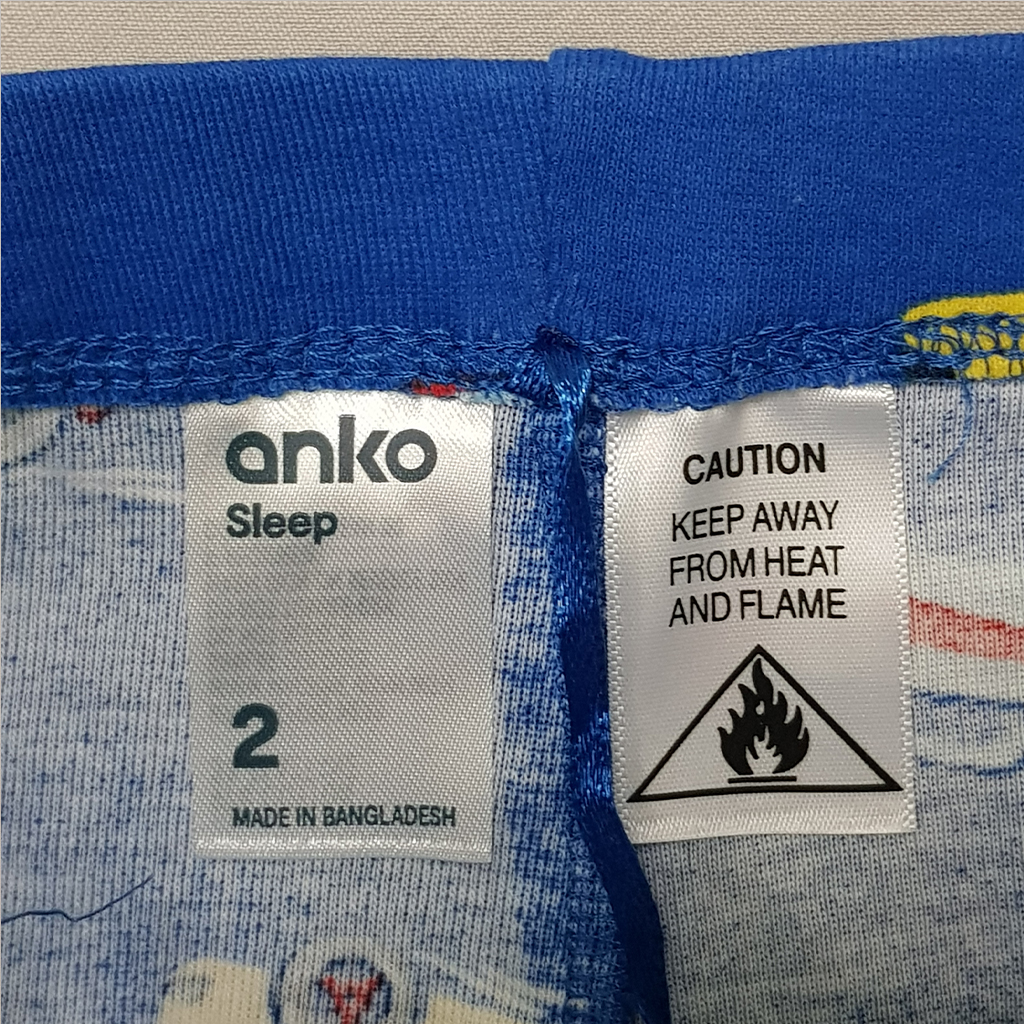 anko
Sleep
2
MADE IN BANGLADESH
CAUTION
KEEP AWAY
FROM HEAT
AND FLAME